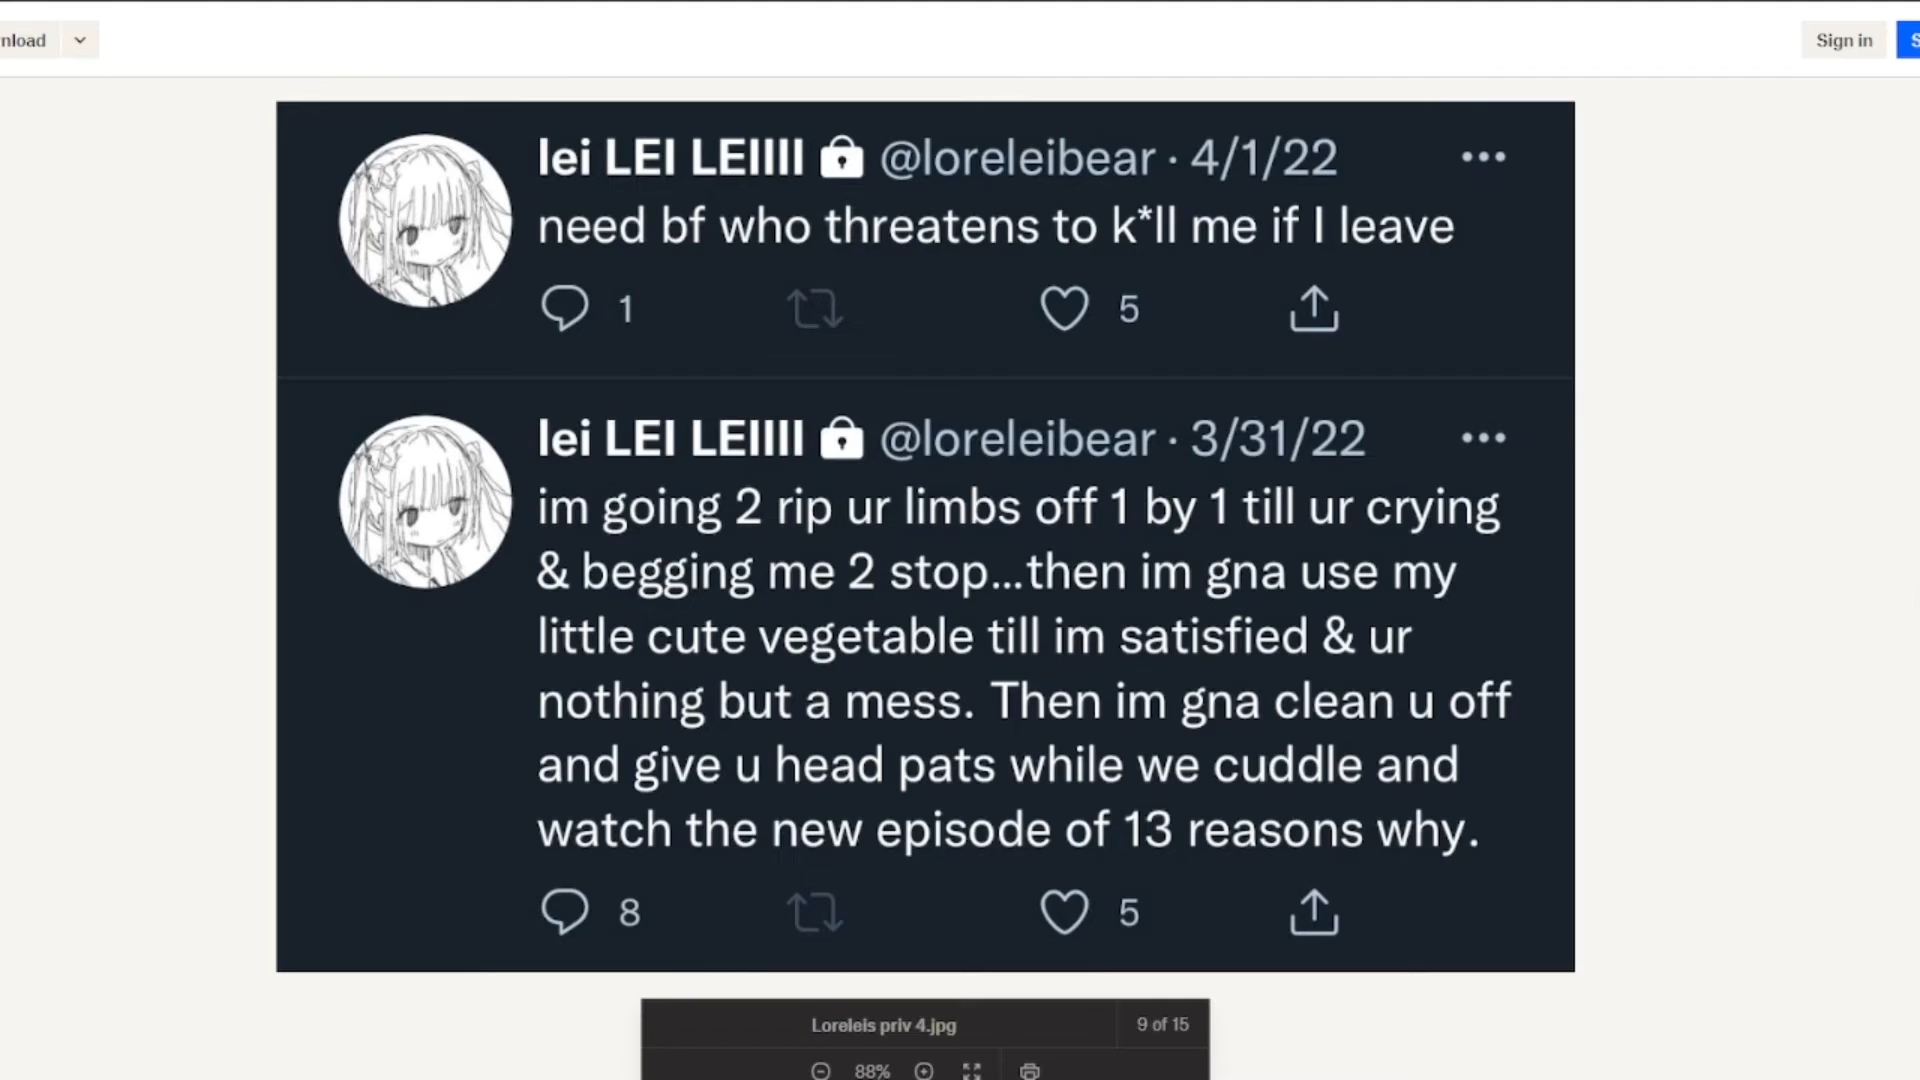 nload
Sign in
lei LEI LEIIII @loreleibear · 4/1/22
need bf who threatens to k*ll me if I leave
1 5
lei LEI LEIIII @loreleibear · 3/31/22
im going 2 rip ur limbs off 1 by 1 till ur crying
& begging me 2 stop...then im gna use my
little cute vegetable till im satisfied & ur
nothing but a mess. Then im gna clean u off
and give u head pats while we cuddle and
watch the new episode of 13 reasons why.
8 5
Loreleis priv 4.jpg 9 of 15
88%